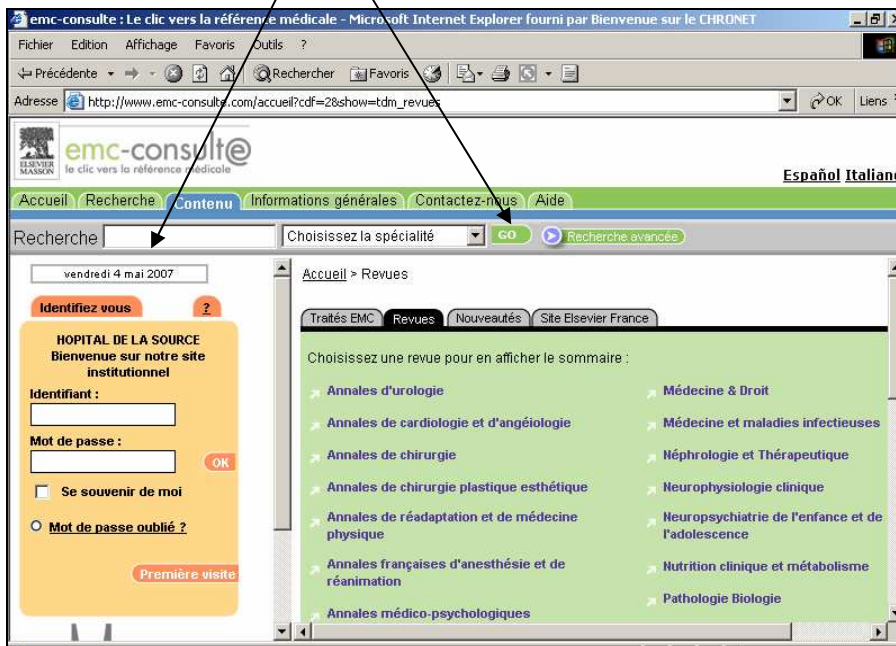 emc-consulte : Le clic vers la référence médicale - Microsoft Internet Explorer fourni par Bienvenue sur le CHRONET
Fichier Edition Affichage Favoris Outils ?
Précédente Rechercher Favoris
Adresse http://www.emc-consulte.com/accueil?cdf=2&show=tdm_revues OK Liens
ELSEVIER MASSON
emc-consult@
le clic vers la référence médicale
Español Italiano
Accueil Recherche Contenu Informations générales Contactez-nous Aide
Recherche Choisissez la spécialité GO Recherche avancée
vendredi 4 mai 2007
Identifiez vous ?
HOPITAL DE LA SOURCE
Bienvenue sur notre site
institutionnel
Identifiant :
Mot de passe :
OK
Se souvenir de moi
Mot de passe oublié ?
Première visite
Accueil > Revues
Traités EMC Revues Nouveautés Site Elsevier France
Choisissez une revue pour en afficher le sommaire :
Annales d'urologie
Annales de cardiologie et d'angéiologie
Annales de chirurgie
Annales de chirurgie plastique esthétique
Annales de réadaptation et de médecine
physique
Annales françaises d'anesthésie et de
réanimation
Annales médico-psychologiques
Médecine & Droit
Médecine et maladies infectieuses
Néphrologie et Thérapeutique
Neurophysiologie clinique
Neuropsychiatrie de l'enfance et de
l'adolescence
Nutrition clinique et métabolisme
Pathologie Biologie